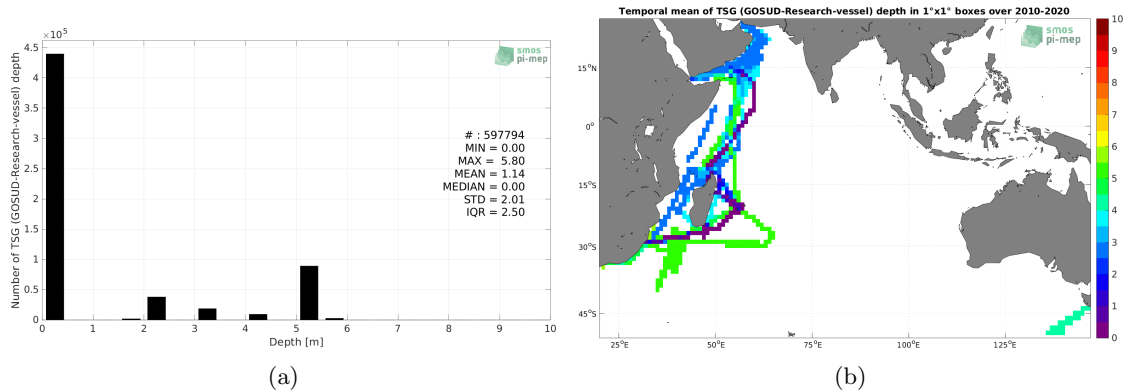 Number of TSG (GOSUD-Research-vessel) depth
×10⁵
4.5
4
3.5
3
2.5
2
1.5
1
0.5
0
smos
pi-mep
# : 597794
MIN = 0.00
MAX = 5.80
MEAN = 1.14
MEDIAN = 0.00
STD = 2.01
IQR = 2.50
0 1 2 3 4 5 6 7 8 9 10
Depth [m]
(a)
Temporal mean of TSG (GOSUD-Research-vessel) depth in 1°x1° boxes over 2010-2020
smos
pi-mep
15°N
0°
15°S
30°S
45°S
25°E 50°E 75°E 100°E 125°E
10
9
8
7
6
5
4
3
2
1
0
(b)